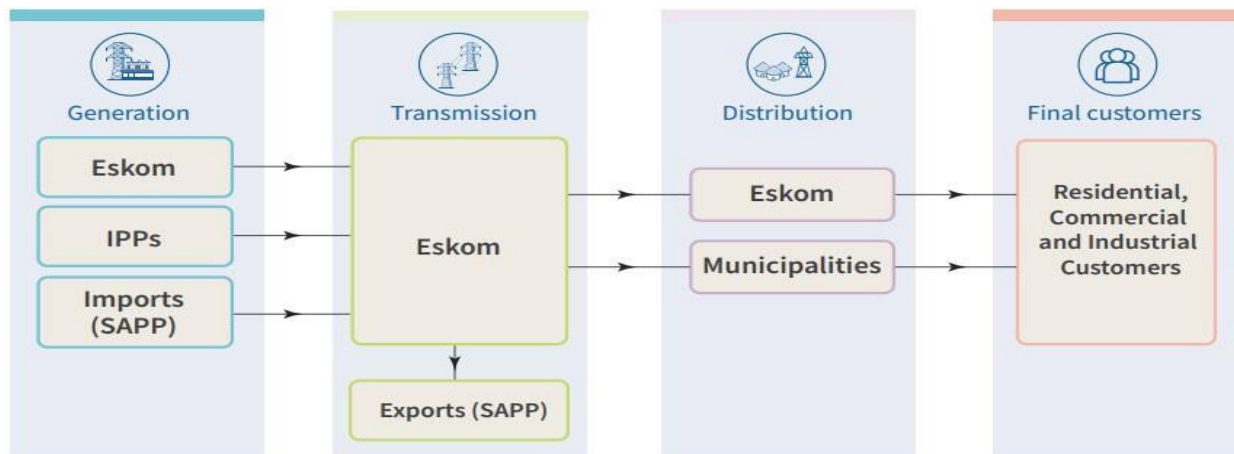 Generation
Eskom
IPPs
Imports
(SAPP)
Transmission
Eskom
Exports (SAPP)
Distribution
Eskom
Municipalities
Final customers
Residential,
Commercial
and Industrial
Customers